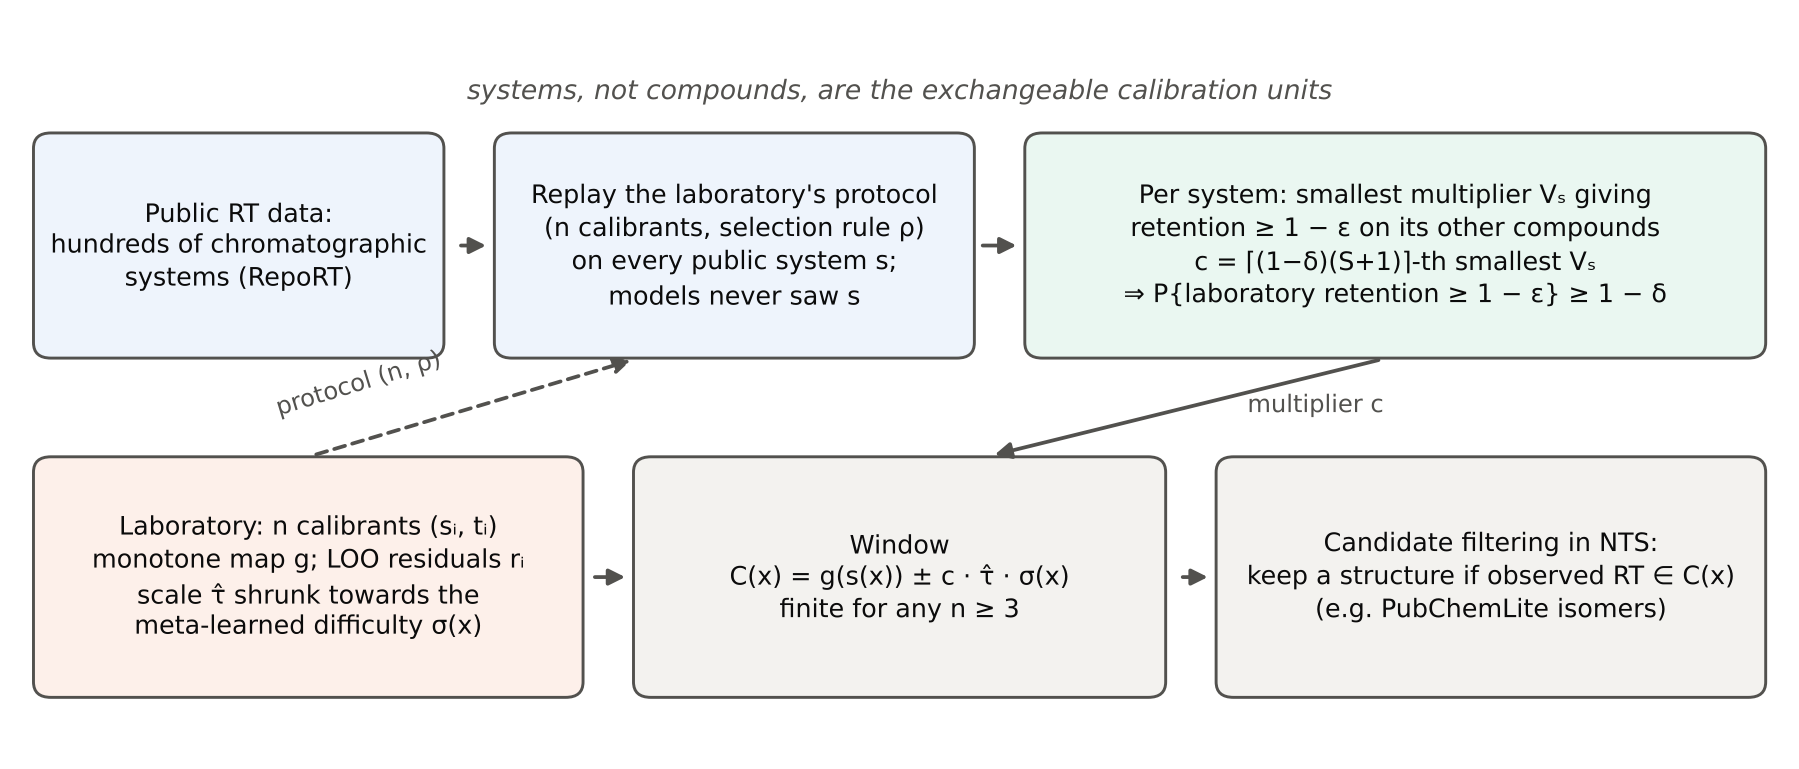 systems, not compounds, are the exchangeable calibration units
Public RT data:
hundreds of chromatographic
systems (RepoRT)
Replay the laboratory's protocol
(n calibrants, selection rule ρ)
on every public system s;
models never saw s
Per system: smallest multiplier Vₛ giving
retention ≥ 1 − ε on its other compounds
c = ⌈(1−δ)(S+1)⌉-th smallest Vₛ
⇒ P{laboratory retention ≥ 1 − ε} ≥ 1 − δ
protocol (n, ρ)
multiplier c
Laboratory: n calibrants (sᵢ, tᵢ)
monotone map g; LOO residuals rᵢ
scale τ̂ shrunk towards the
meta-learned difficulty σ(x)
Window
C(x) = g(s(x)) ± c · τ̂ · σ(x)
finite for any n ≥ 3
Candidate filtering in NTS:
keep a structure if observed RT ∈ C(x)
(e.g. PubChemLite isomers)